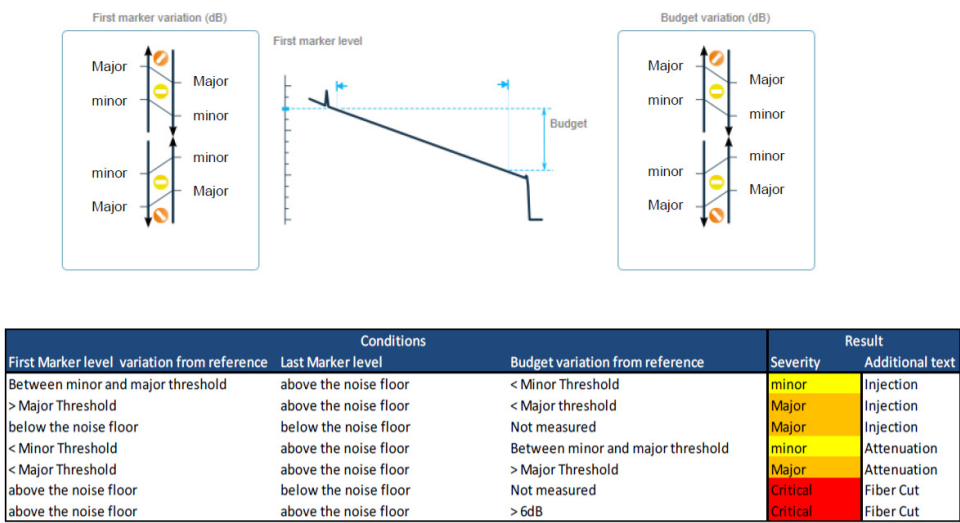 First marker variation (dB)
Major
Major
minor
minor
minor
minor
Major
Major
First marker level
Budget
Budget variation (dB)
Major
Major
minor
minor
minor
minor
Major
Major
Conditions Result
First Marker level variation from reference Last Marker level Budget variation from reference Severity Additional text
Between minor and major threshold above the noise floor < Minor Threshold minor Injection
> Major Threshold above the noise floor < Major threshold Major Injection
below the noise floor below the noise floor Not measured Major Injection
< Minor Threshold above the noise floor Between minor and major threshold minor Attenuation
< Major Threshold above the noise floor > Major Threshold Major Attenuation
above the noise floor below the noise floor Not measured Critical Fiber Cut
above the noise floor above the noise floor > 6dB Critical Fiber Cut